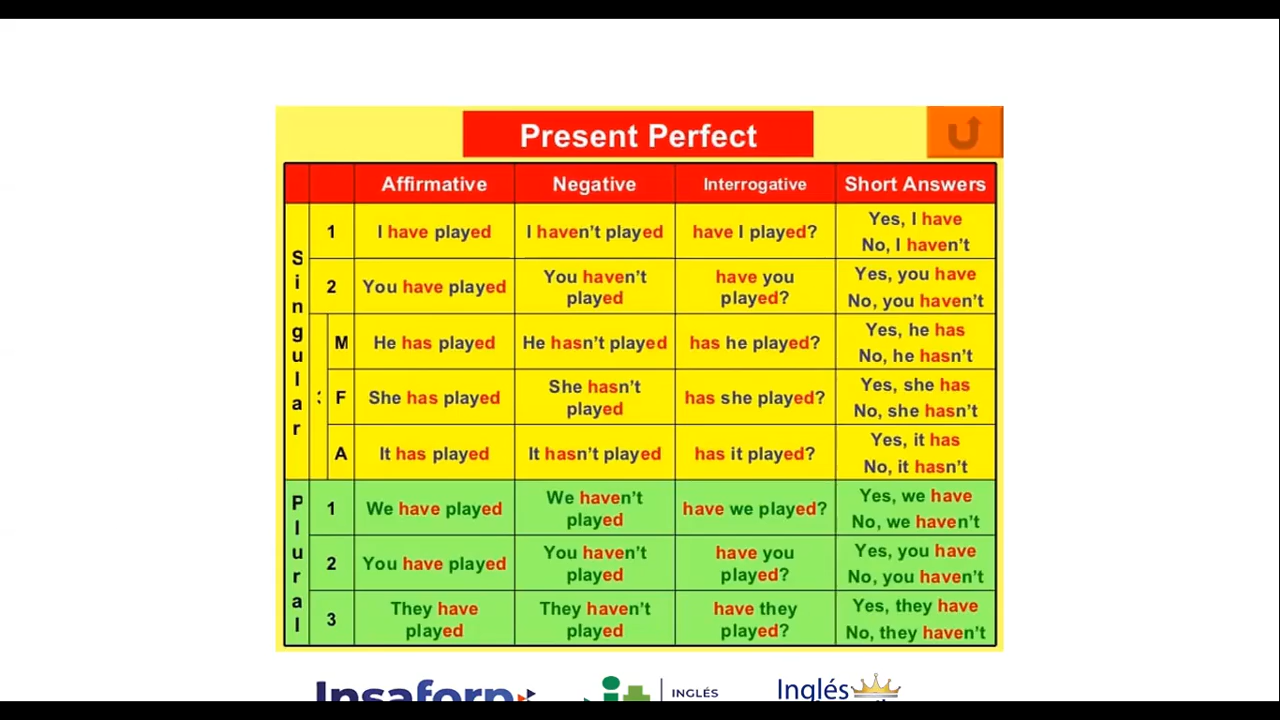 Present Perfect
Affirmative Negative Interrogative Short Answers
Singular
1 I have played I haven't played have I played? Yes, I have
No, I haven't
2 You have played You haven't played have you played? Yes, you have
No, you haven't
M He has played He hasn't played has he played? Yes, he has
No, he hasn't
F She has played She hasn't played has she played? Yes, she has
No, she hasn't
A It has played It hasn't played has it played? Yes, it has
No, it hasn't
Plural
1 We have played We haven't played have we played? Yes, we have
No, we haven't
2 You have played You haven't played have you played? Yes, you have
No, you haven't
3 They have played They haven't played have they played? Yes, they have
No, they haven't
Insaforp it INGLÉS Inglés